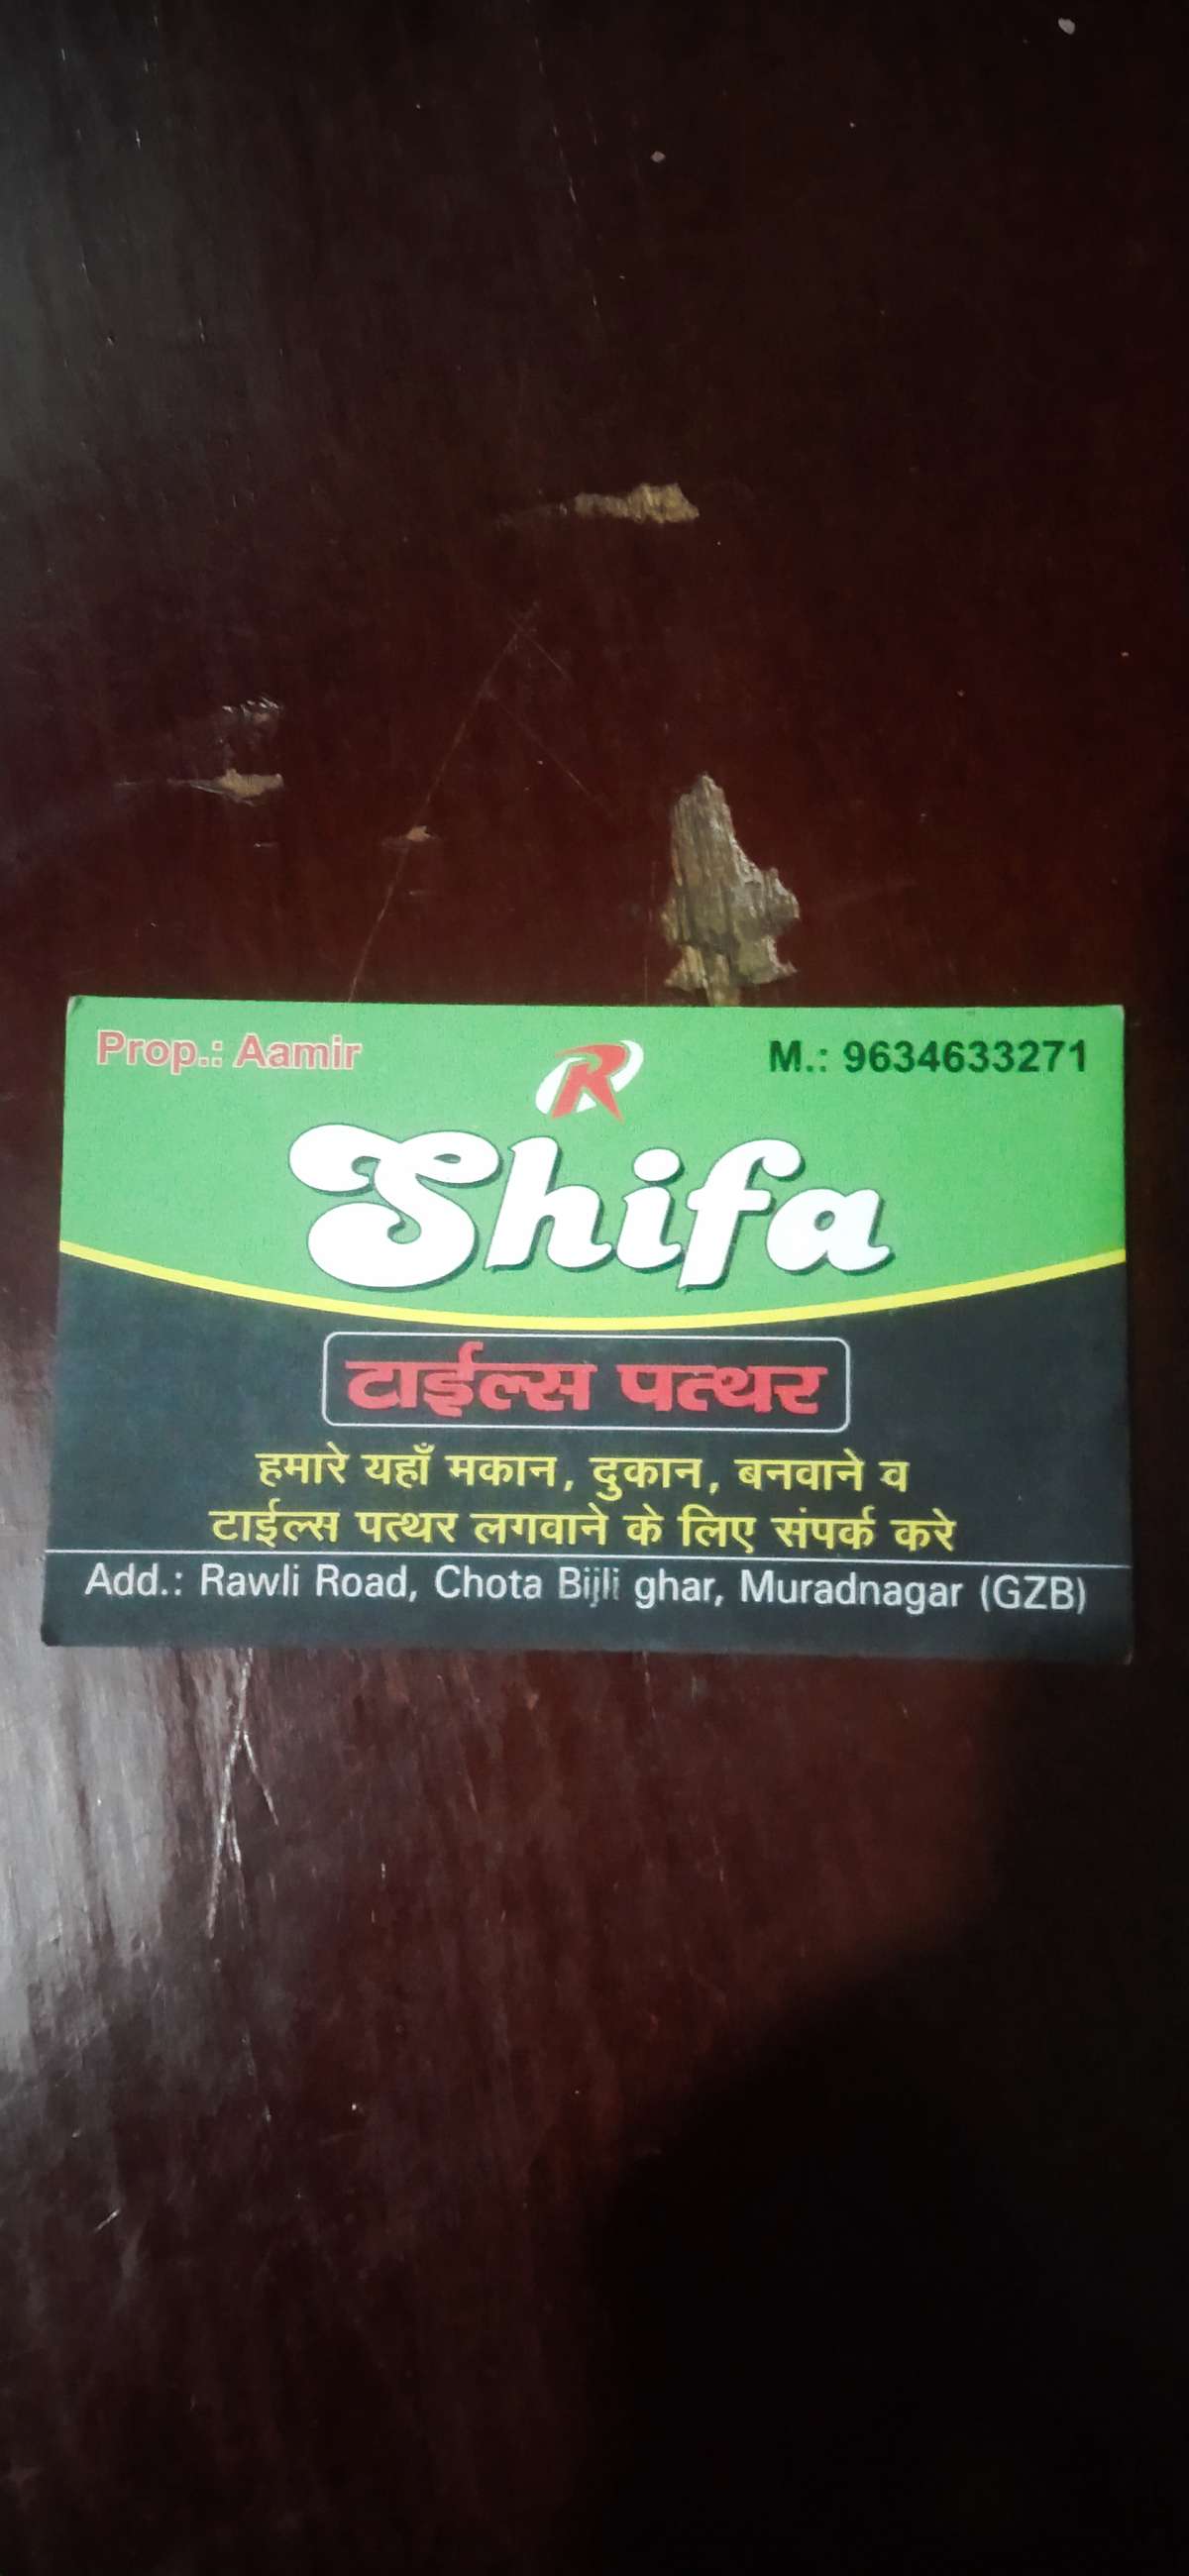 Prop.: Aamir
M.: 9634633271
R
Shifa
टाईल्स पत्थर
हमारे यहाँ मकान, दुकान, बनवाने व
टाईल्स पत्थर लगवाने के लिए संपर्क करे
Add.: Rawli Road, Chota Bijli ghar, Muradnagar (GZB)